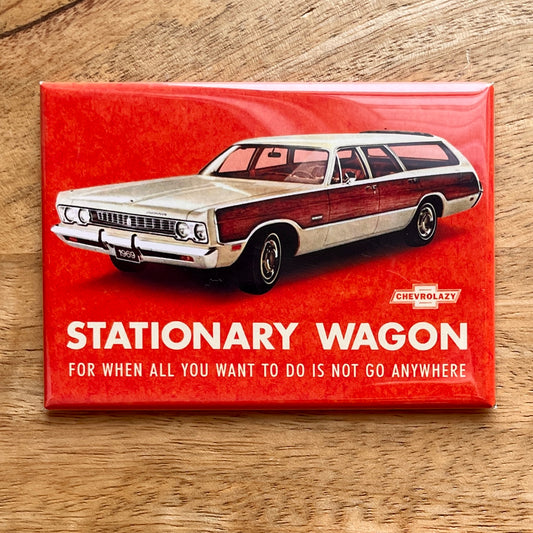 1969
CHEVROLAZY
STATIONARY WAGON
FOR WHEN ALL YOU WANT TO DO IS NOT GO ANYWHERE